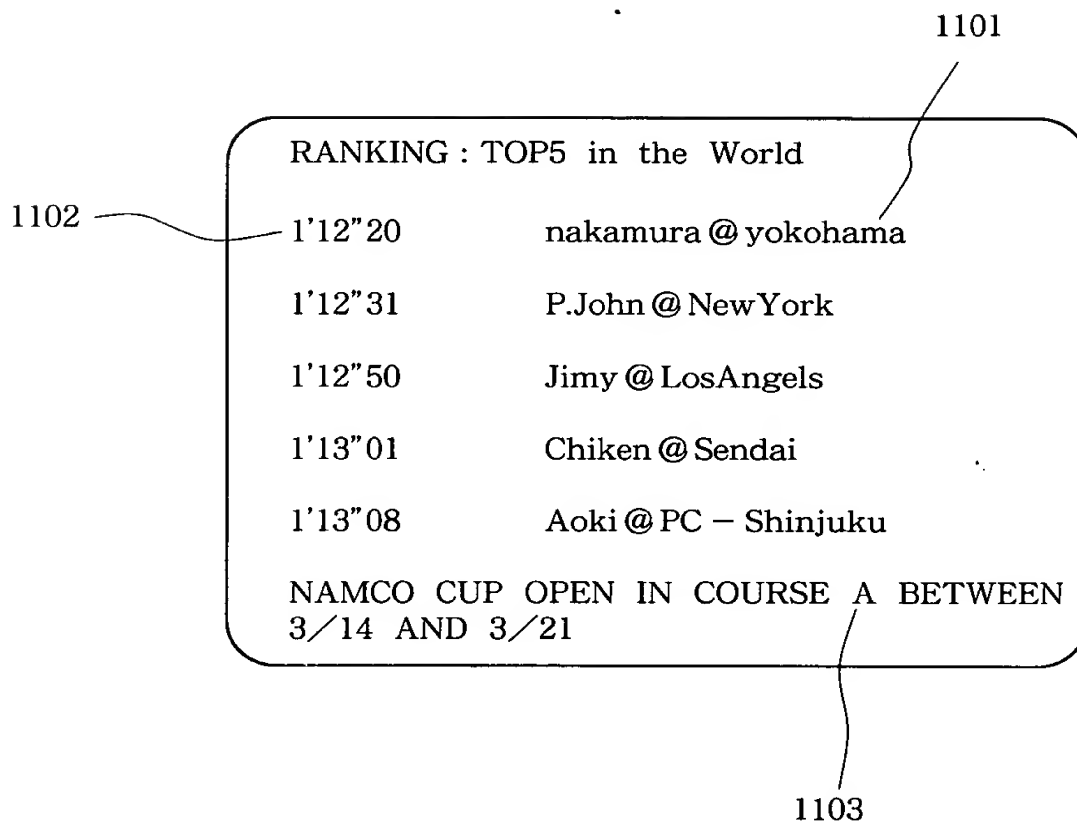 1101
RANKING : TOP5 in the World
1102
1'12"20 nakamura@yokohama
1'12"31 P.John@NewYork
1'12"50 Jimy@LosAngels
1'13"01 Chiken@Sendai
1'13"08 Aoki@PC – Shinjuku
NAMCO CUP OPEN IN COURSE A BETWEEN
3/14 AND 3/21
1103